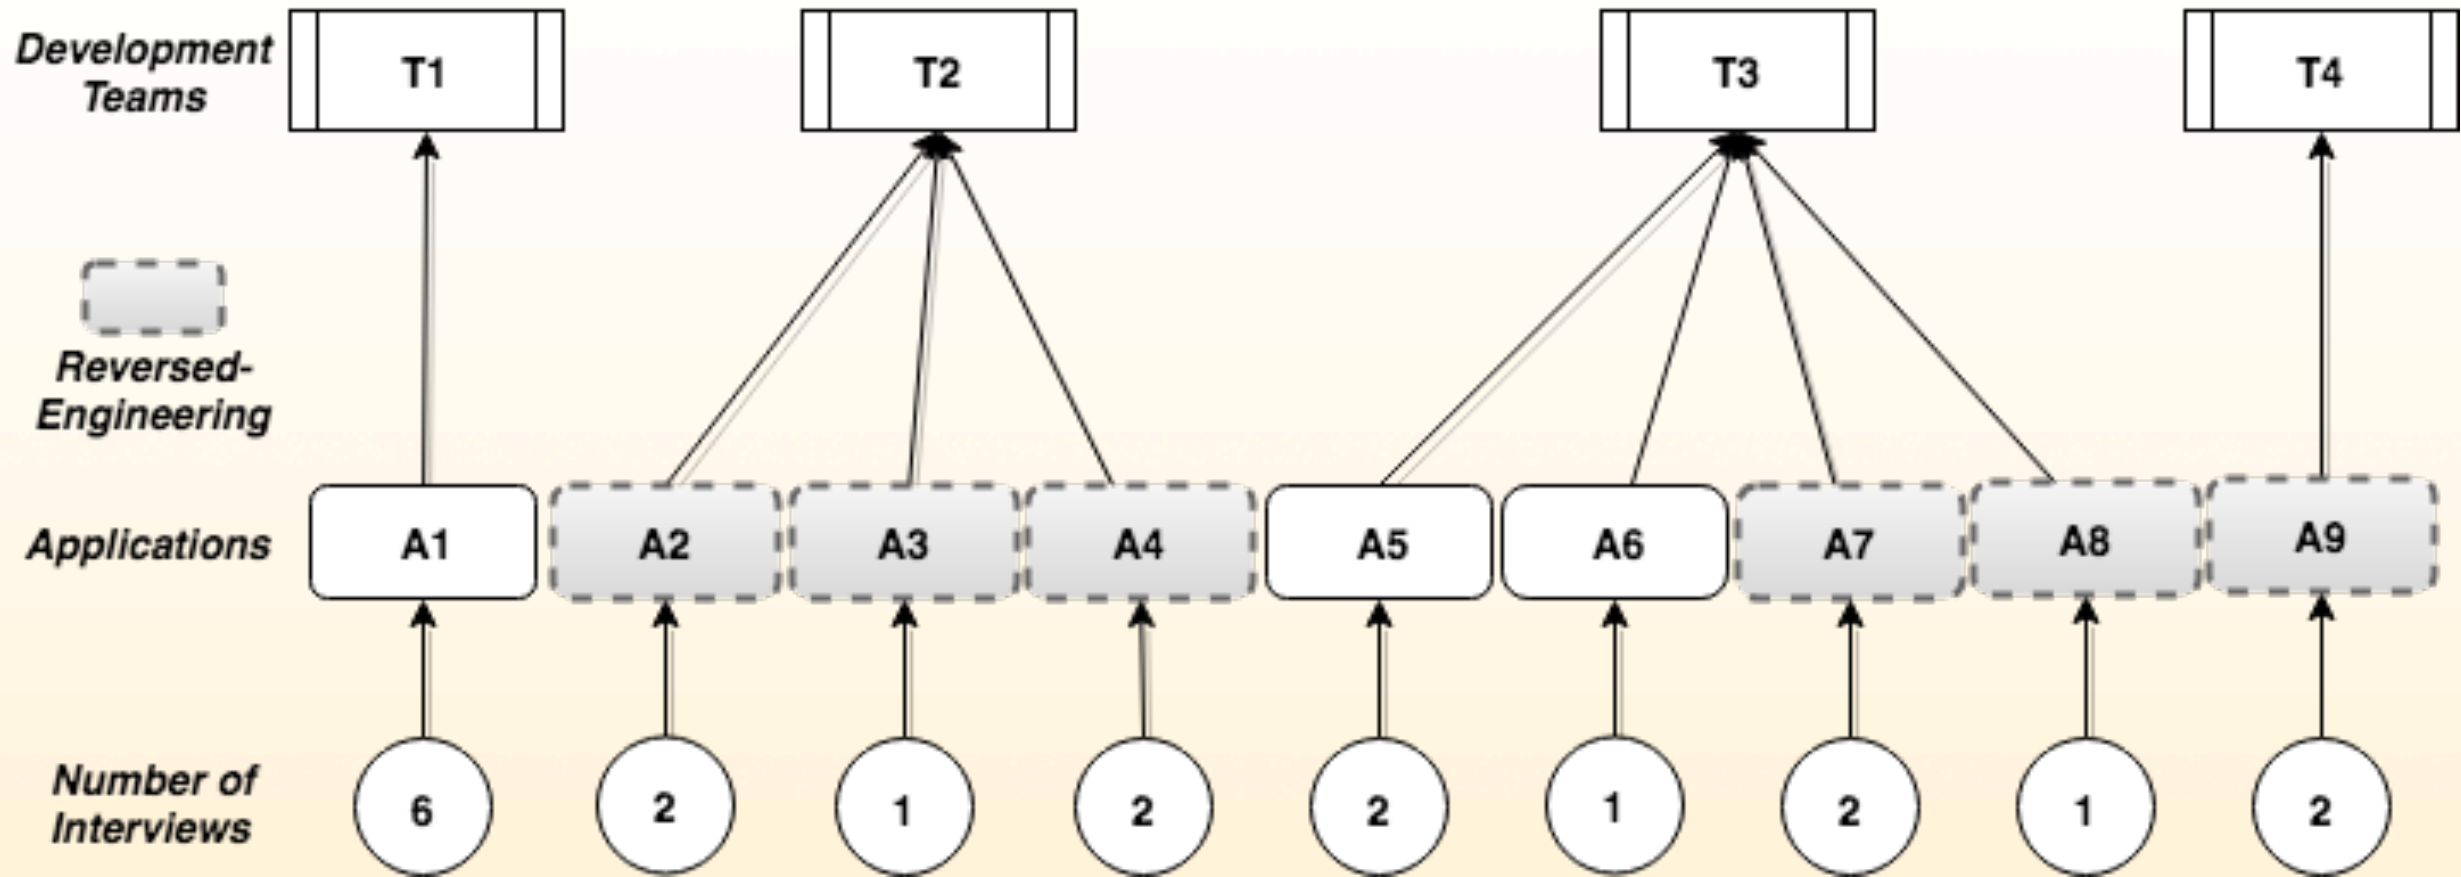 Development
Teams
T1
T2
T3
T4
Reversed-
Engineering
Applications
A1
A2
A3
A4
A5
A6
A7
A8
A9
Number of
Interviews
6
2
1
2
2
1
2
1
2